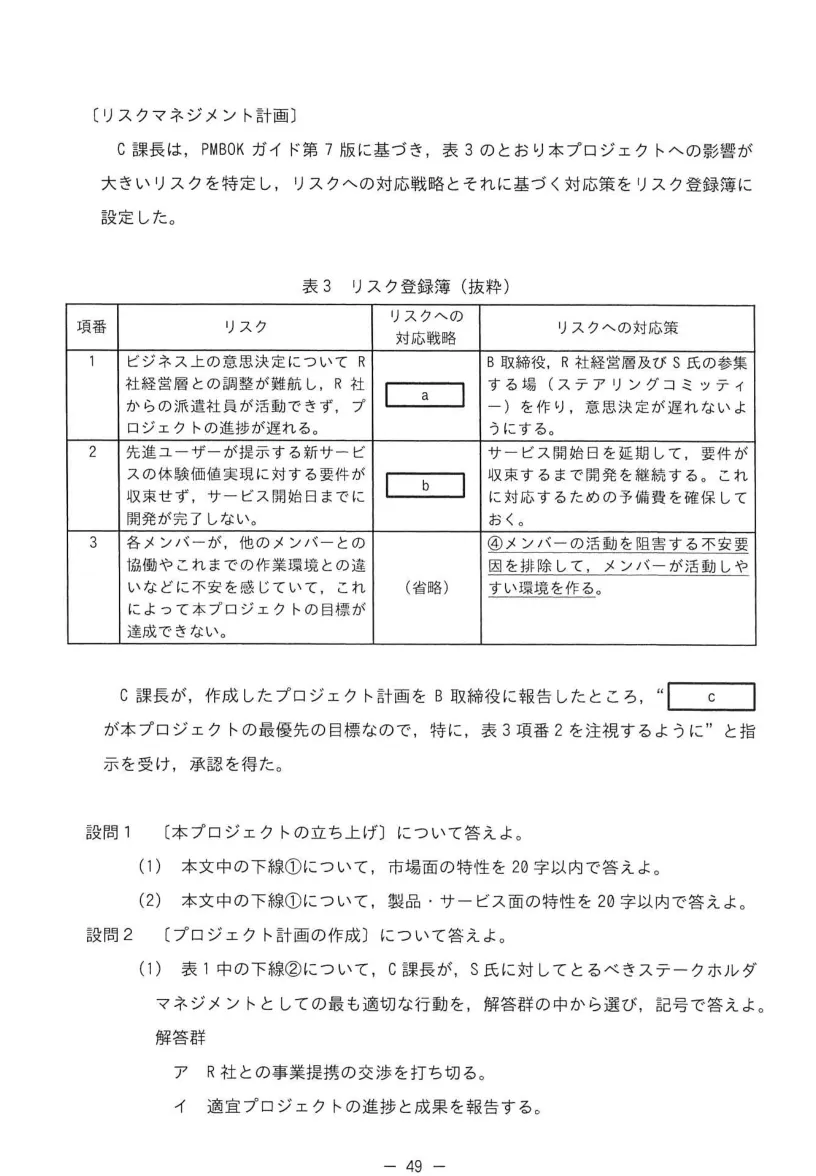 〔リスクマネジメント計画〕
C 課長は，PMBOK ガイド第 7 版に基づき，表 3 のとおり本プロジェクトへの影響が
大きいリスクを特定し，リスクへの対応戦略とそれに基づく対応策をリスク登録簿に
設定した。
表 3　リスク登録簿（抜粋）
項番
リスク
リスクへの
対応戦略
リスクへの対応策
1
ビジネス上の意思決定について R
社経営層との調整が難航し，R 社
からの派遣社員が活動できず，プ
ロジェクトの進捗が遅れる。
a
B 取締役，R 社経営層及び S 氏の参集
する場（ステアリングコミッティ
ー）を作り，意思決定が遅れないよ
うにする。
2
先進ユーザーが提示する新サービ
スの体験価値実現に対する要件が
収束せず，サービス開始日までに
開発が完了しない。
b
サービス開始日を延期して，要件が
収束するまで開発を継続する。これ
に対応するための予備費を確保して
おく。
3
各メンバーが，他のメンバーとの
協働やこれまでの作業環境との違
いなどに不安を感じていて，これ
によって本プロジェクトの目標が
達成できない。
（省略）
④メンバーの活動を阻害する不安要
因を排除して，メンバーが活動しや
すい環境を作る。
C 課長が，作成したプロジェクト計画を B 取締役に報告したところ，“ c
が本プロジェクトの最優先の目標なので，特に，表 3 項番 2 を注視するように” と指
示を受け，承認を得た。
設問 1　〔本プロジェクトの立ち上げ〕について答えよ。
(1)　本文中の下線①について，市場面の特性を 20 字以内で答えよ。
(2)　本文中の下線①について，製品・サービス面の特性を 20 字以内で答えよ。
設問 2　〔プロジェクト計画の作成〕について答えよ。
(1)　表 1 中の下線②について，C 課長が，S 氏に対してとるべきステークホルダ
マネジメントとしての最も適切な行動を，解答群の中から選び，記号で答えよ。
解答群
ア　R 社との事業提携の交渉を打ち切る。
イ　適宜プロジェクトの進捗と成果を報告する。
― 49 ―